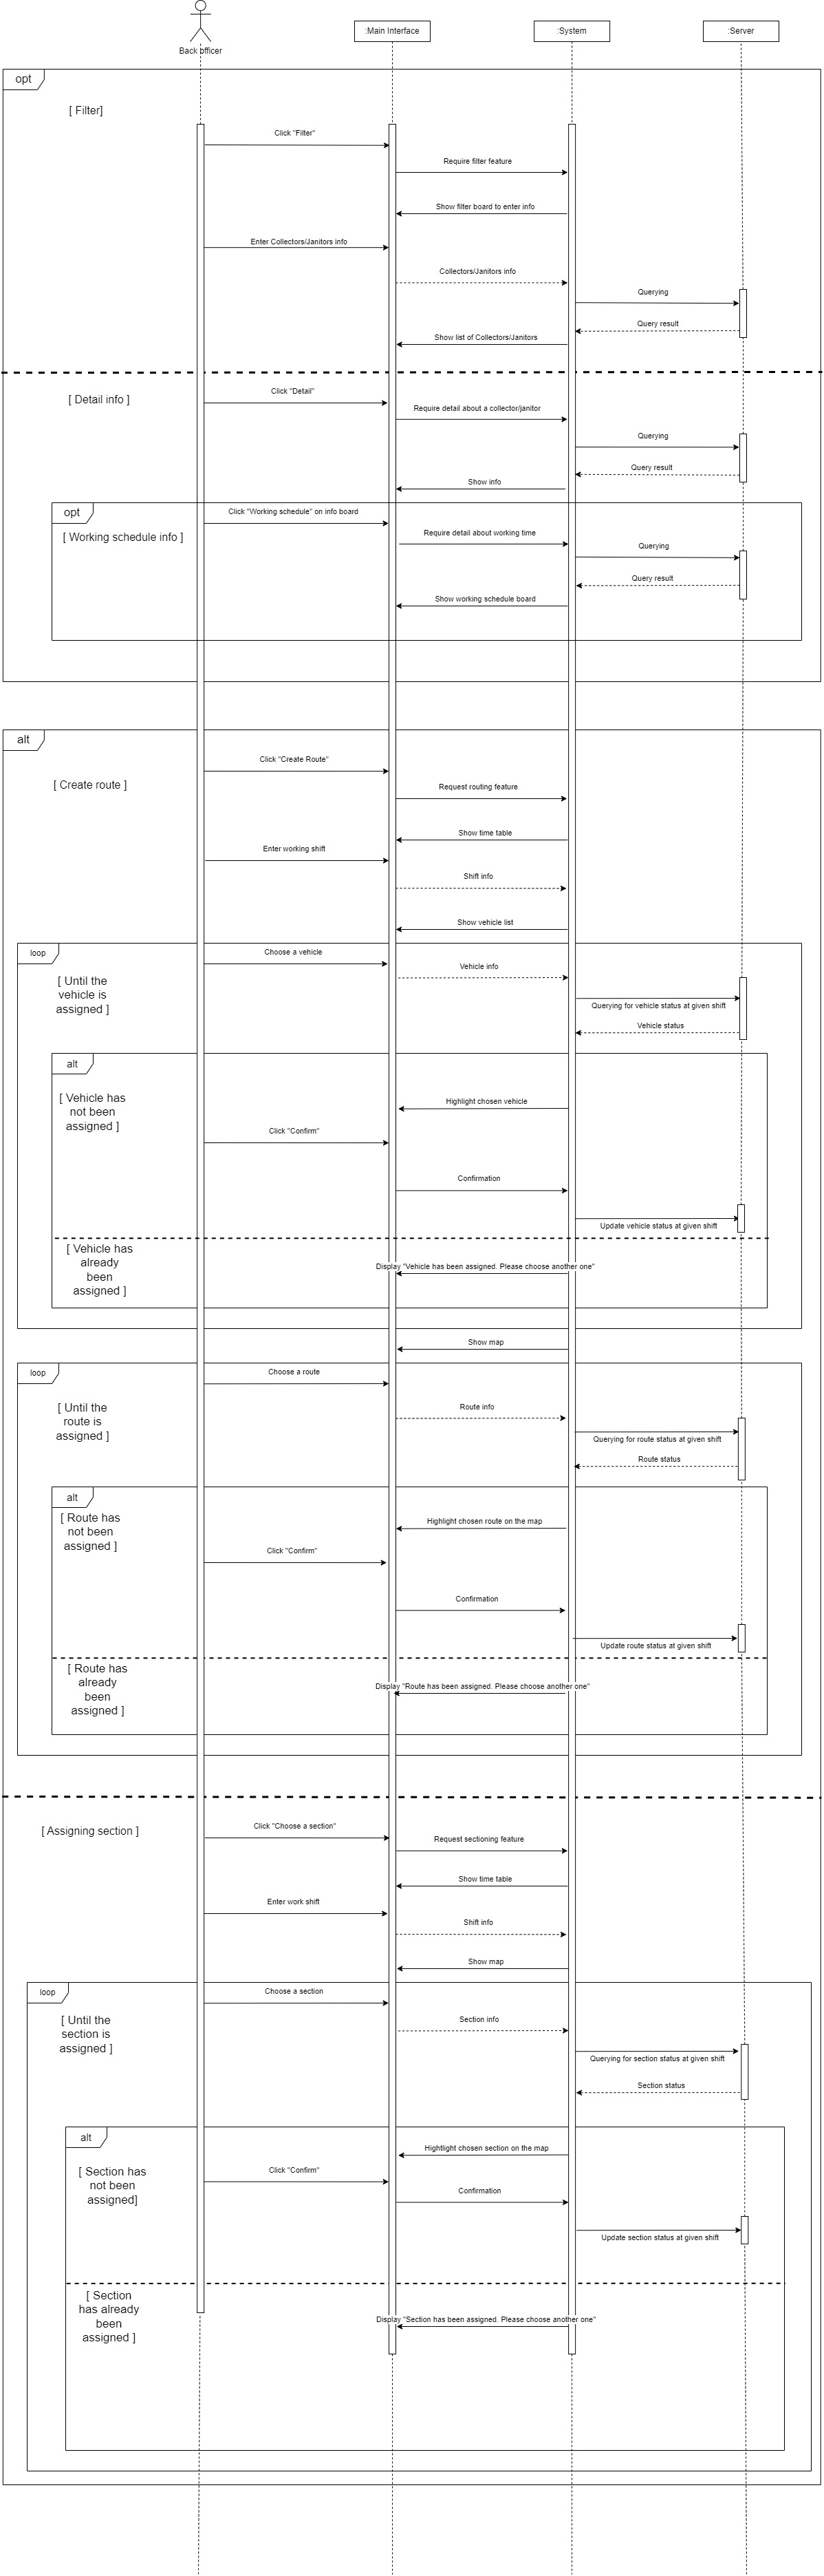 Back officer
:Main Interface
:System
:Server
opt
[ Filter]
Click "Filter"
Require filter feature
Show filter board to enter info
Enter Collectors/Janitors info
Collectors/Janitors info
Querying
Query result
Show list of Collectors/Janitors
[ Detail info ]
Click "Detail"
Require detail about a collector/janitor
Querying
Query result
Show info
opt
Click "Working schedule" on info board
[ Working schedule info ]
Require detail about working time
Querying
Query result
Show working schedule board
alt
[ Create route ]
Click "Create Route"
Request routing feature
Show time table
Enter working shift
Shift info
Show vehicle list
loop
Choose a vehicle
[ Until the
vehicle is
assigned ]
Vehicle info
Querying for vehicle status at given shift
Vehicle status
alt
[ Vehicle has
not been
assigned ]
Highlight chosen vehicle
Click "Confirm"
Confirmation
Update vehicle status at given shift
[ Vehicle has
already
been
assigned ]
Display "Vehicle has been assigned. Please choose another one"
Show map
loop
Choose a route
[ Until the
route is
assigned ]
Route info
Querying for route status at given shift
Route status
alt
[ Route has
not been
assigned ]
Highlight chosen route on the map
Click "Confirm"
Confirmation
Update route status at given shift
[ Route has
already
been
assigned ]
Display "Route has been assigned. Please choose another one"
[ Assigning section ]
Click "Choose a section"
Request sectioning feature
Show time table
Enter work shift
Shift info
Show map
loop
Choose a section
[ Until the
section is
assigned ]
Section info
Querying for section status at given shift
Section status
alt
[ Section has
not been
assigned]
Hightlight chosen section on the map
Click "Confirm"
Confirmation
Update section status at given shift
[ Section
has already
been
assigned ]
Display "Section has been assigned. Please choose another one"